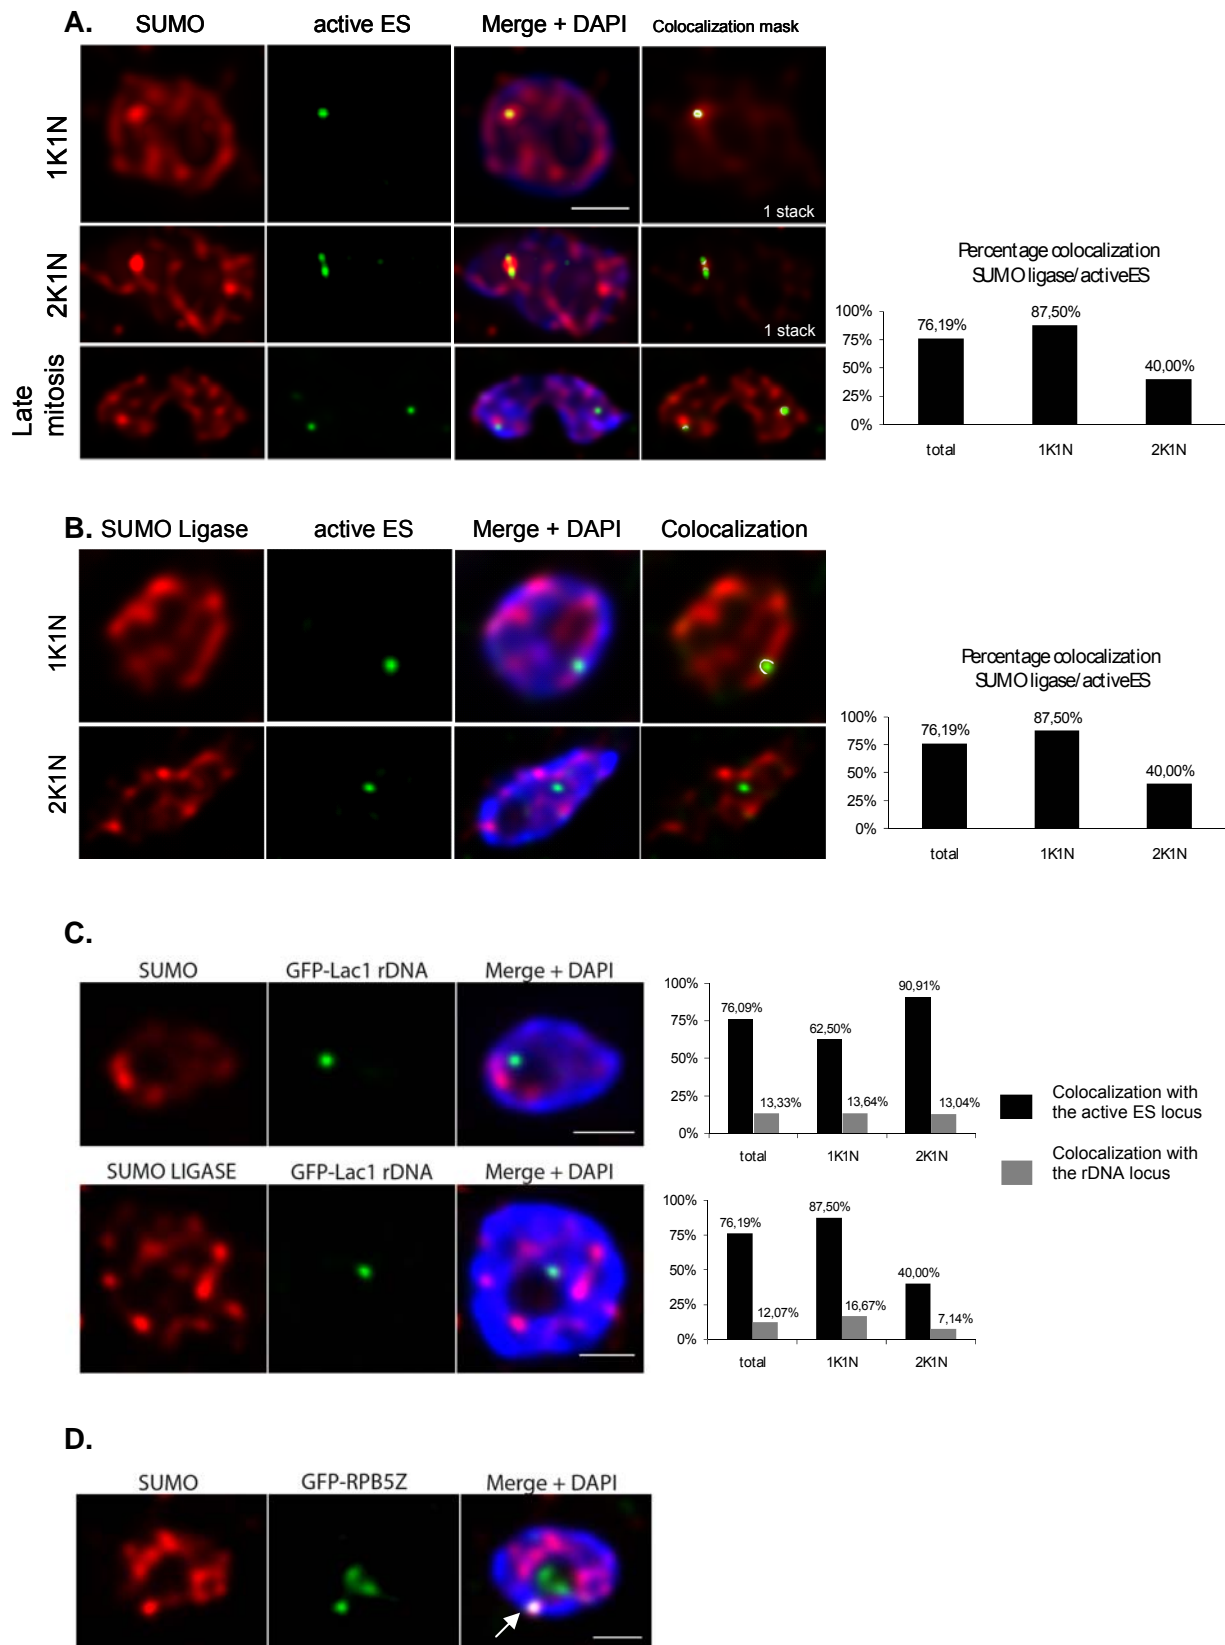 A.
SUMO
active ES
Merge + DAPI
Colocalization mask
1K1N
1 stack
2K1N
1 stack
Late
mitosis
Percentage colocalization
SUMO ligase/ activeES
100%
75%
50%
25%
0%
76,19%
87,50%
40,00%
total
1K1N
2K1N
B.
SUMO Ligase
active ES
Merge + DAPI
Colocalization
1K1N
2K1N
Percentage colocalization
SUMO ligase/ activeES
100%
75%
50%
25%
0%
76,19%
87,50%
40,00%
total
1K1N
2K1N
C.
SUMO
GFP-Lac1 rDNA
Merge + DAPI
100%
75%
50%
25%
0%
76,09%
13,33%
62,50%
13,64%
90,91%
13,04%
total
1K1N
2K1N
Colocalization with
the active ES locus
Colocalization with
the rDNA locus
SUMO LIGASE
GFP-Lac1 rDNA
Merge + DAPI
100%
75%
50%
25%
0%
76,19%
12,07%
87,50%
16,67%
40,00%
7,14%
total
1K1N
2K1N
D.
SUMO
GFP-RPB5Z
Merge + DAPI